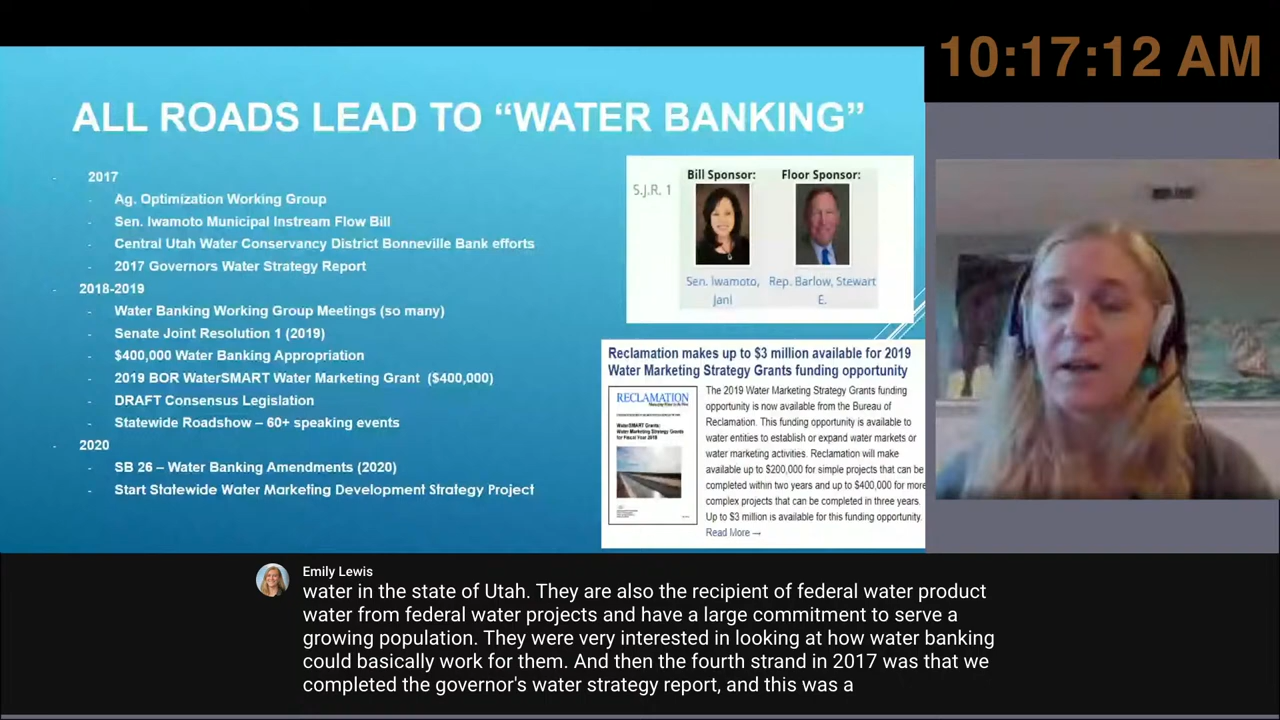 10:17:12 AM
ALL ROADS LEAD TO “WATER BANKING”
- 2017
- Ag. Optimization Working Group
- Sen. Iwamoto Municipal Instream Flow Bill
- Central Utah Water Conservancy District Bonneville Bank efforts
- 2017 Governors Water Strategy Report
- 2018-2019
- Water Banking Working Group Meetings (so many)
- Senate Joint Resolution 1 (2019)
- $400,000 Water Banking Appropriation
- 2019 BOR WaterSMART Water Marketing Grant ($400,000)
- DRAFT Consensus Legislation
- Statewide Roadshow – 60+ speaking events
- 2020
- SB 26 – Water Banking Amendments (2020)
- Start Statewide Water Marketing Development Strategy Project
S.J.R. 1
Bill Sponsor:
Sen. Iwamoto,
Jani
Floor Sponsor:
Rep. Barlow, Stewart
E.
Reclamation makes up to $3 million available for 2019
Water Marketing Strategy Grants funding opportunity
RECLAMATION
WaterSMART Grants:
Water Marketing Strategy Grants
for Fiscal Year 2019
The 2019 Water Marketing Strategy Grants funding
opportunity is now available from the Bureau of
Reclamation. This funding opportunity is available to
water entities to establish or expand water markets or
water marketing activities. Reclamation will make
available up to $200,000 for simple projects that can be
completed within two years and up to $400,000 for more
complex projects that can be completed in three years.
Up to $3 million is available for this funding opportunity.
Read More →
Emily Lewis
water in the state of Utah. They are also the recipient of federal water product
water from federal water projects and have a large commitment to serve a
growing population. They were very interested in looking at how water banking
could basically work for them. And then the fourth strand in 2017 was that we
completed the governor's water strategy report, and this was a